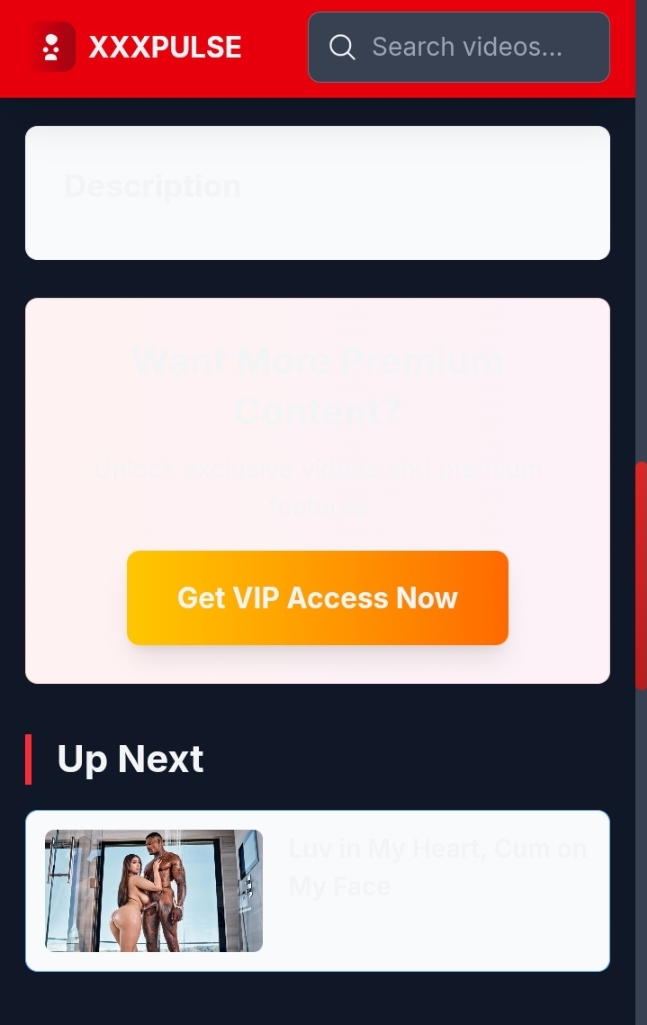 XXXPULSE
Search videos...
Description
Want More Premium
Content?
Unlock exclusive videos and premium
features
Get VIP Access Now
Up Next
Luv in My Heart, Cum on
My Face